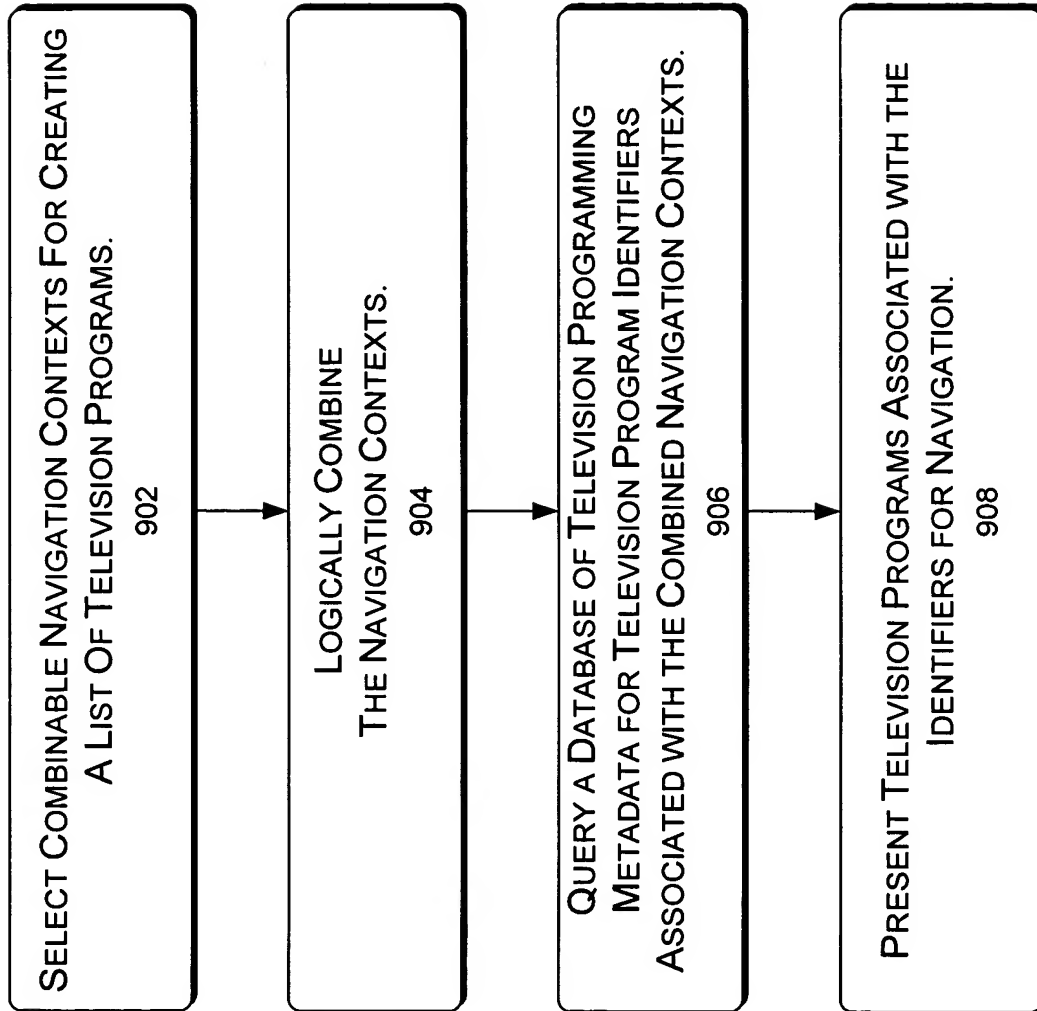 SELECT COMBINABLE NAVIGATION CONTEXTS FOR CREATING
A LIST OF TELEVISION PROGRAMS.
902
LOGICALLY COMBINE
THE NAVIGATION CONTEXTS.
904
QUERY A DATABASE OF TELEVISION PROGRAMMING
METADATA FOR TELEVISION PROGRAM IDENTIFIERS
ASSOCIATED WITH THE COMBINED NAVIGATION CONTEXTS.
906
PRESENT TELEVISION PROGRAMS ASSOCIATED WITH THE
IDENTIFIERS FOR NAVIGATION.
908